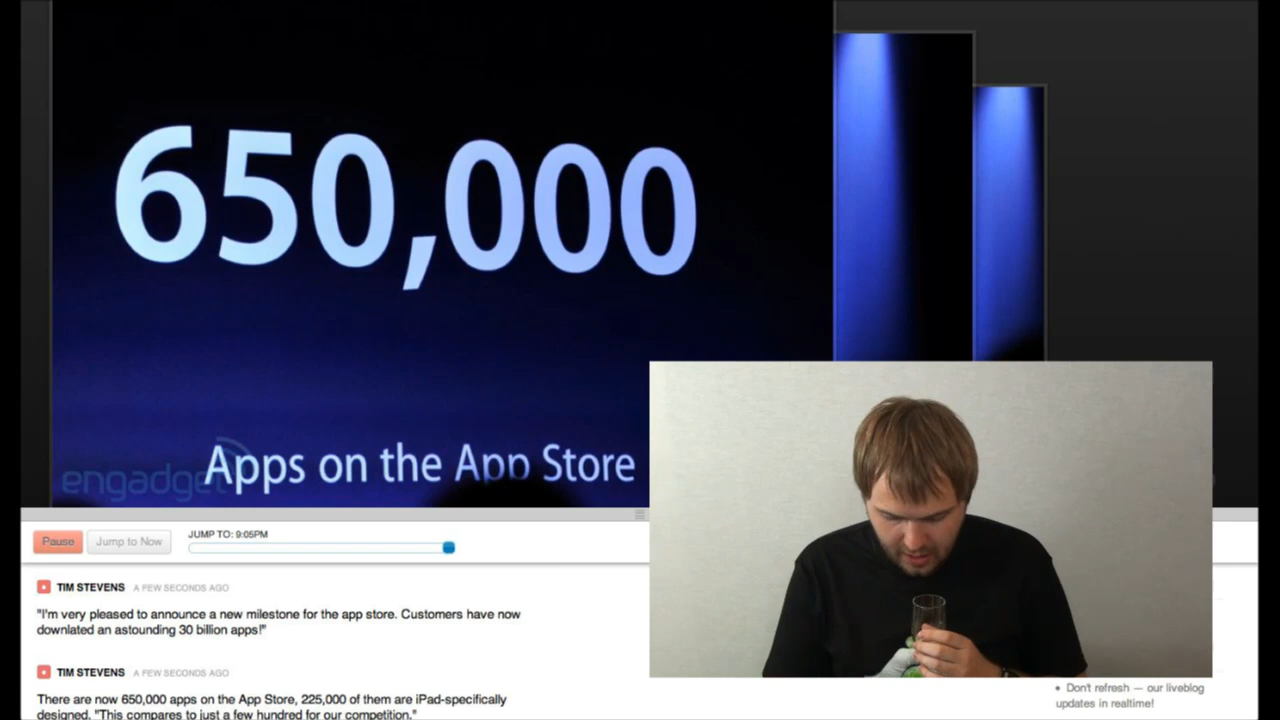 650,000
Apps on the App Store
engadget
Pause
Jump to Now
JUMP TO: 9:05PM
TIM STEVENS A FEW SECONDS AGO
"I'm very pleased to announce a new milestone for the app store. Customers have now
downlated an astounding 30 billion apps!"
TIM STEVENS A FEW SECONDS AGO
There are now 650,000 apps on the App Store, 225,000 of them are iPad-specifically
designed. "This compares to just a few hundred for our competition."
• Don't refresh — our liveblog
updates in realtime!